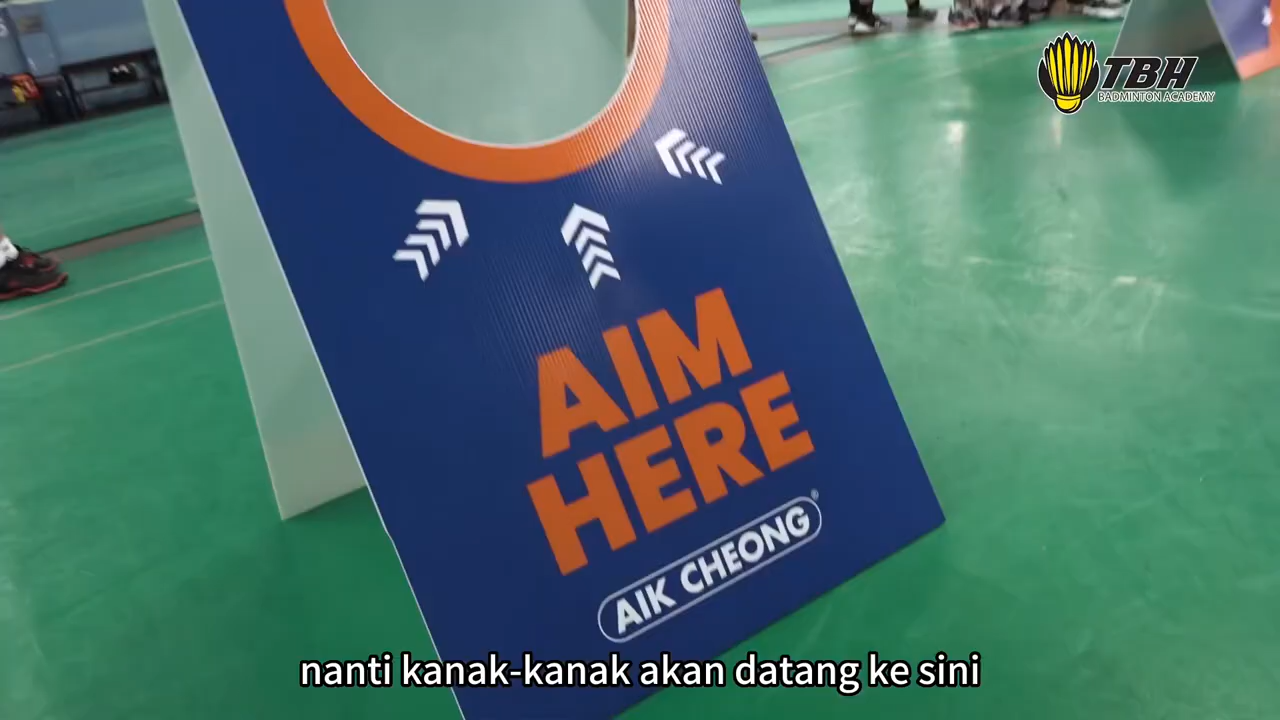 TBH
BADMINTON ACADEMY
AIM
HERE
AIK CHEONG®
nanti kanak-kanak akan datang ke sini